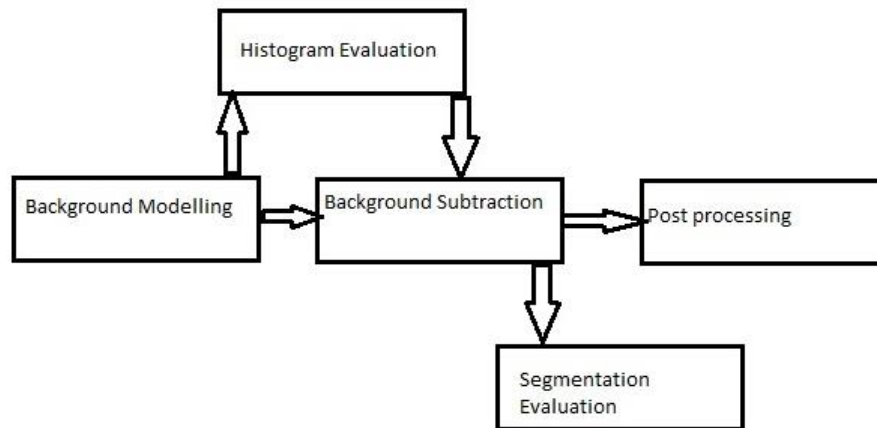 Histogram Evaluation
Background Modelling
Background Subtraction
Post processing
Segmentation
Evaluation